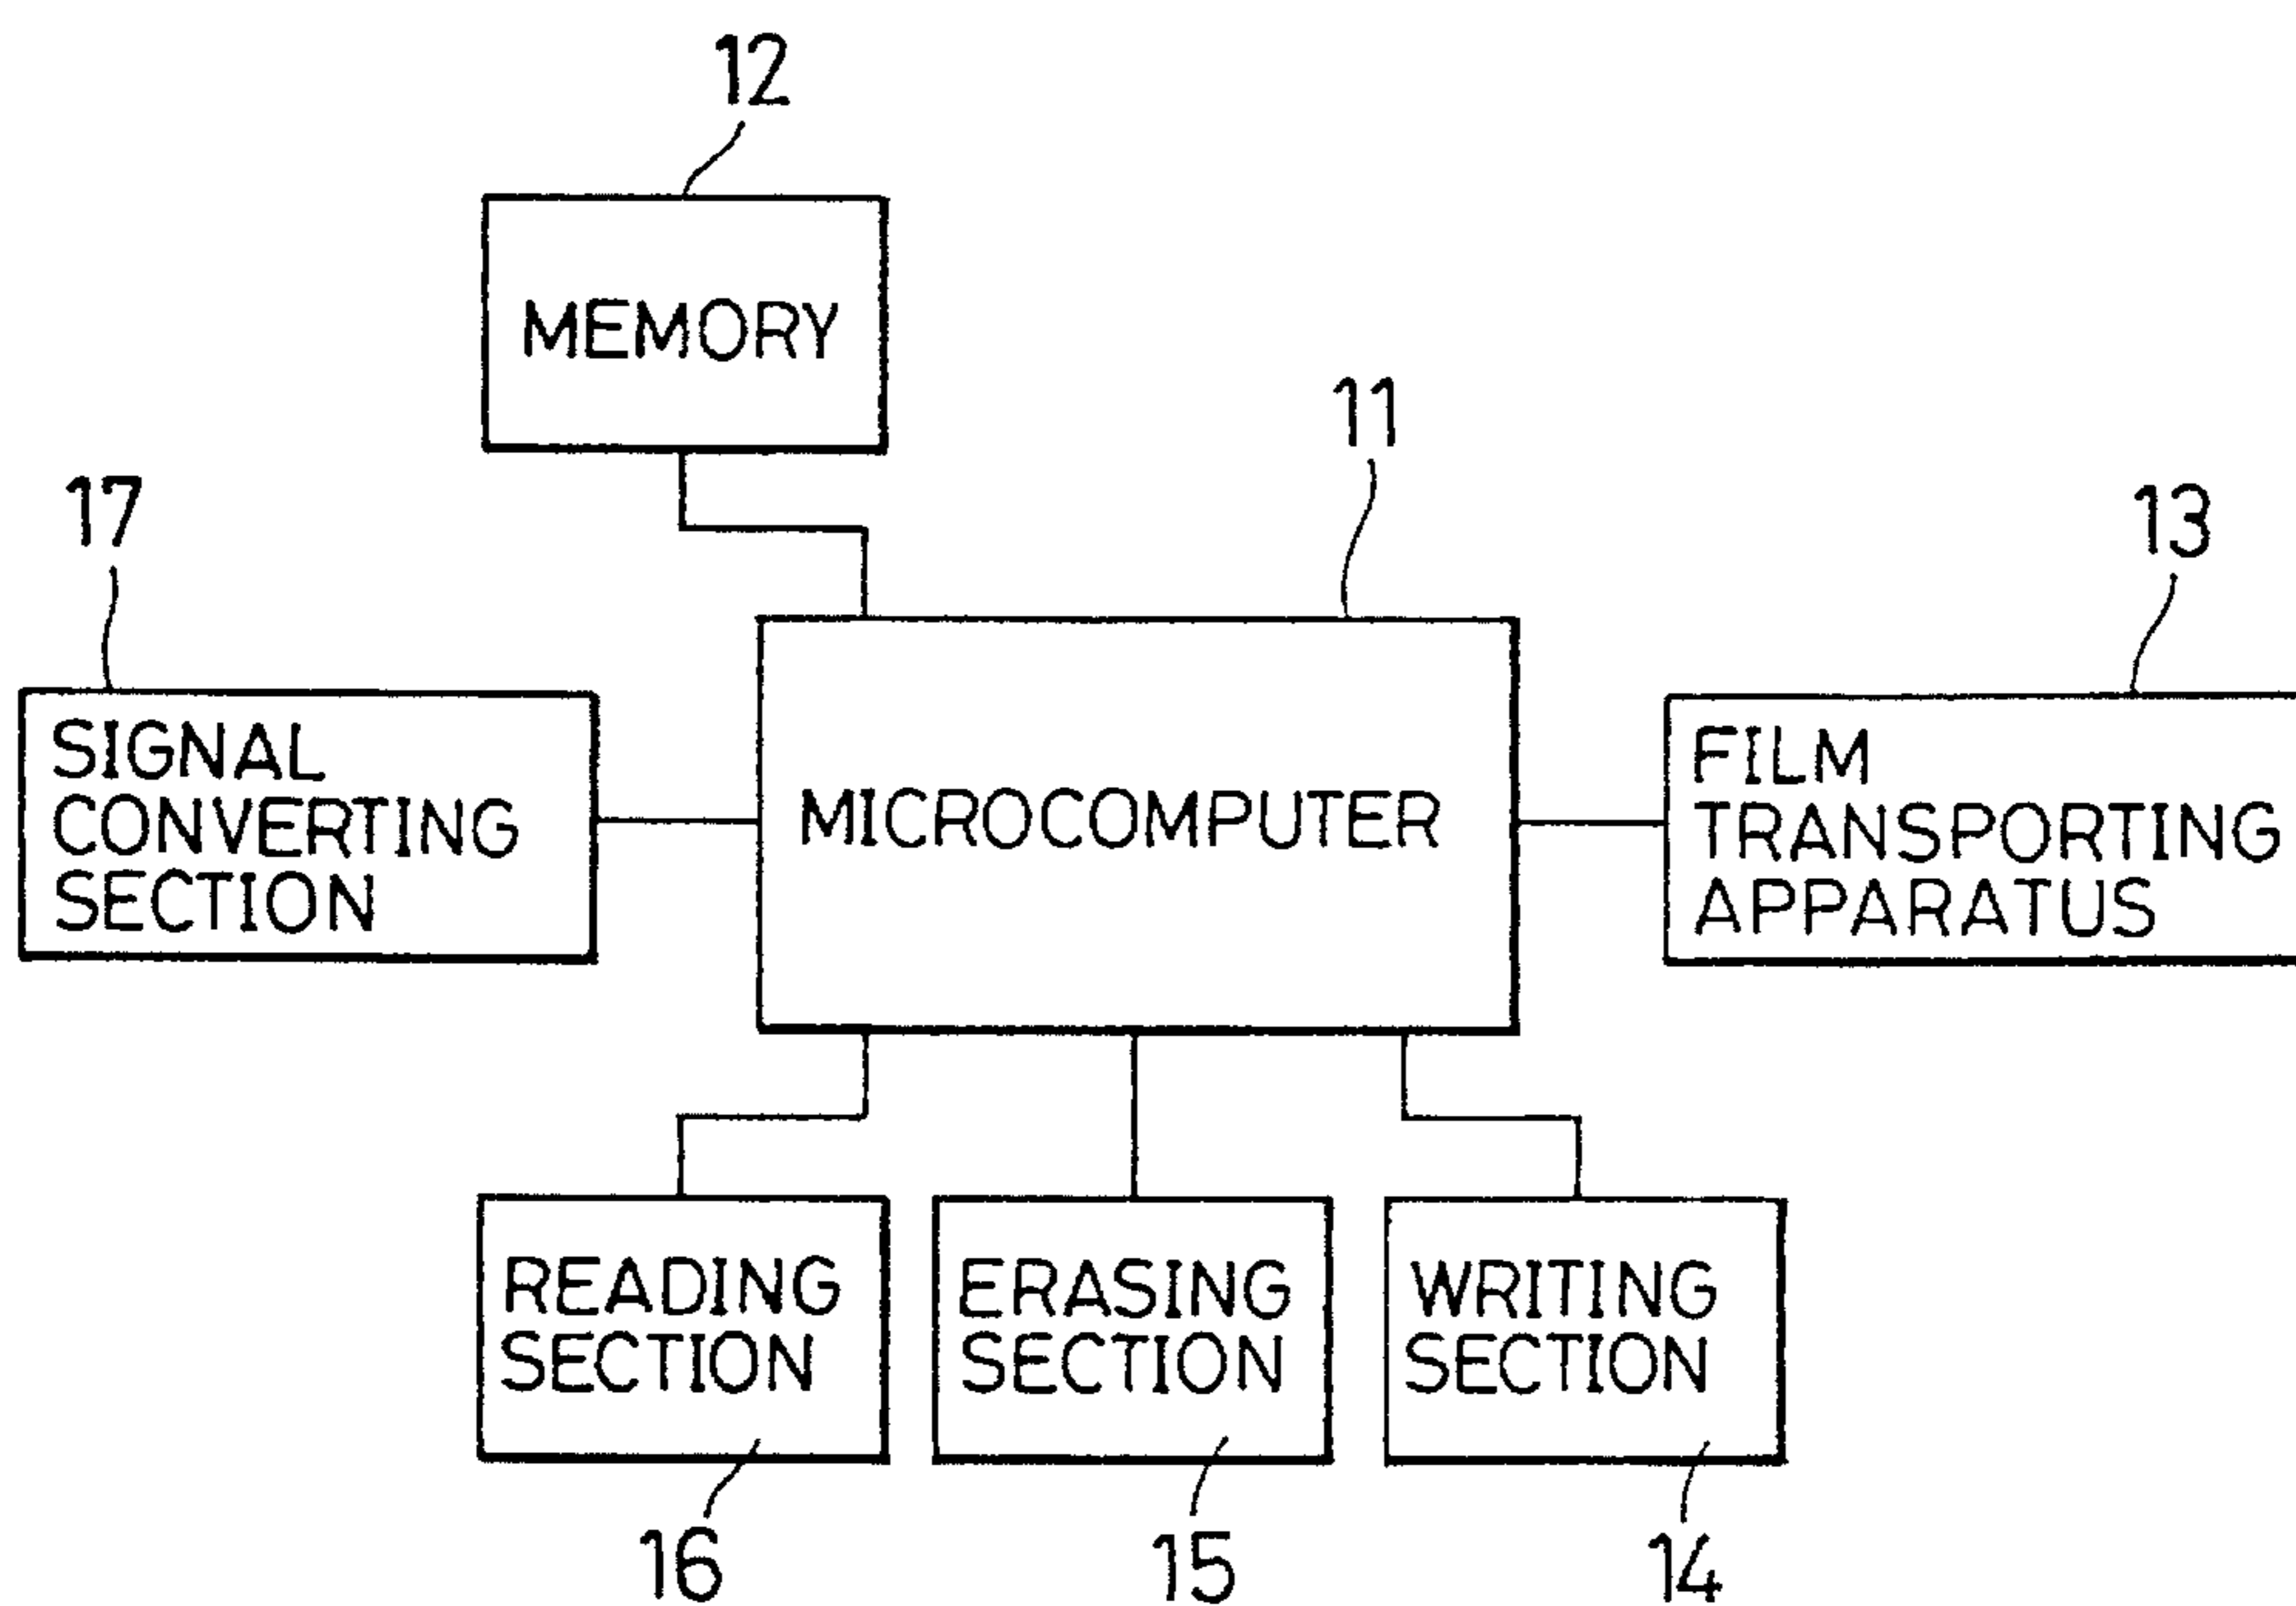 12
MEMORY
11
17
13
SIGNAL
CONVERTING
SECTION
MICROCOMPUTER
FILM
TRANSPORTING
APPARATUS
READING
SECTION
ERASING
SECTION
WRITING
SECTION
16
15
14